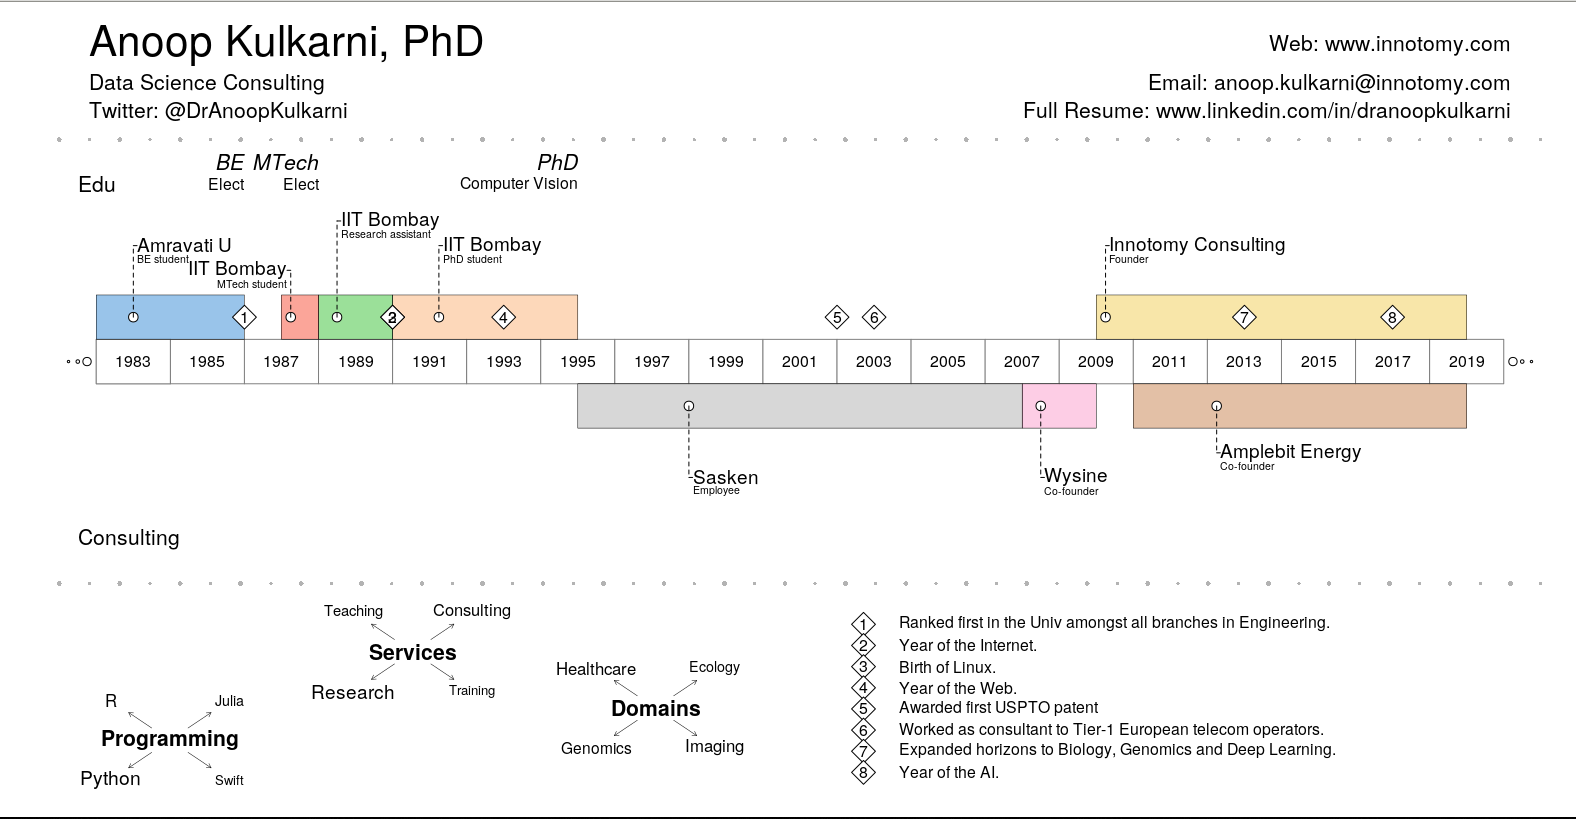 Anoop Kulkarni, PhD
Data Science Consulting
Twitter: @DrAnoopKulkarni
Web: www.innotomy.com
Email: anoop.kulkarni@innotomy.com
Full Resume: www.linkedin.com/in/dranoopkulkarni
Edu
BE MTech PhD
Elect Elect Computer Vision
IIT Bombay
Research assistant
Amravati U
BE student
IIT Bombay
MTech student
IIT Bombay
PhD student
Innotomy Consulting
Founder
1 2 4 5 6 7 8
1983 1985 1987 1989 1991 1993 1995 1997 1999 2001 2003 2005 2007 2009 2011 2013 2015 2017 2019
Sasken
Employee
Wysine
Co-founder
Amplebit Energy
Co-founder
Consulting
Teaching Consulting
Services
Research Training
Healthcare Ecology
Domains
Genomics Imaging
R Julia
Programming
Python Swift
1 Ranked first in the Univ amongst all branches in Engineering.
2 Year of the Internet.
3 Birth of Linux.
4 Year of the Web.
5 Awarded first USPTO patent
6 Worked as consultant to Tier-1 European telecom operators.
7 Expanded horizons to Biology, Genomics and Deep Learning.
8 Year of the AI.